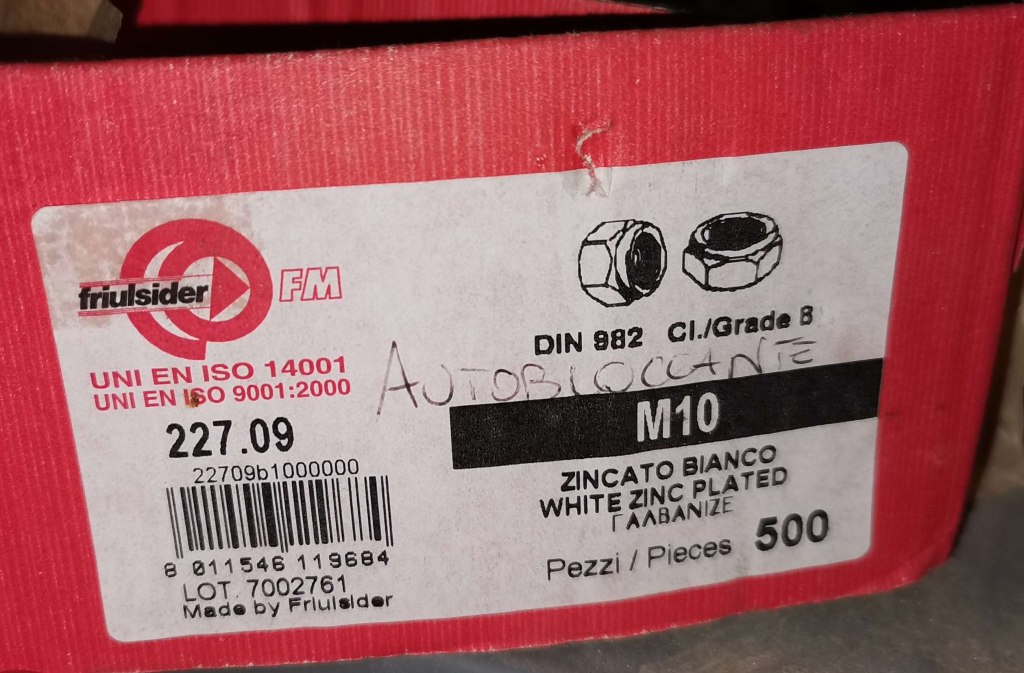 friulsider
FM
UNI EN ISO 14001
UNI EN ISO 9001:2000
227.09
22709b1000000
8 011546 119684
LOT. 7002761
Made by Friulsider
DIN 982 Cl./Grade 8
AUTOBLOCCANTE
M10
ZINCATO BIANCO
WHITE ZINC PLATED
ΓΑΛΒΑΝΙΖΕ
Pezzi / Pieces 500